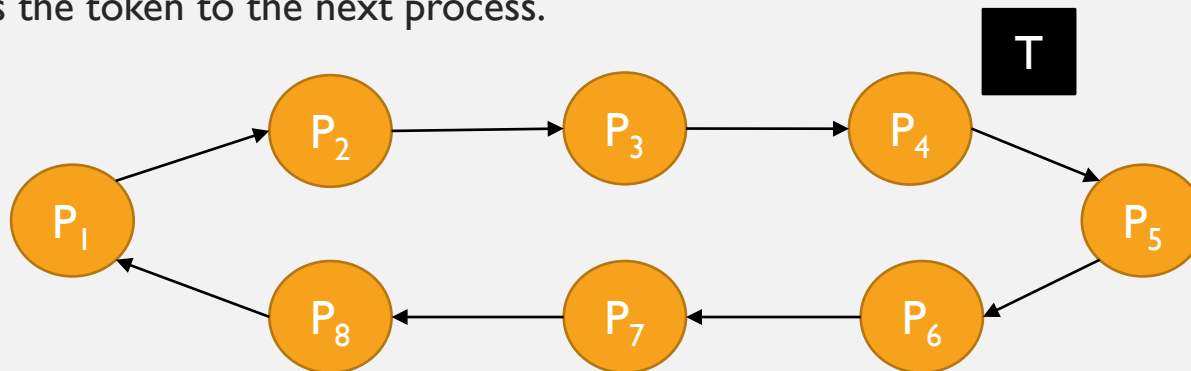 s the token to the next process.
T
P₂
P₃
P₄
P₁
P₅
P₈
P₇
P₆